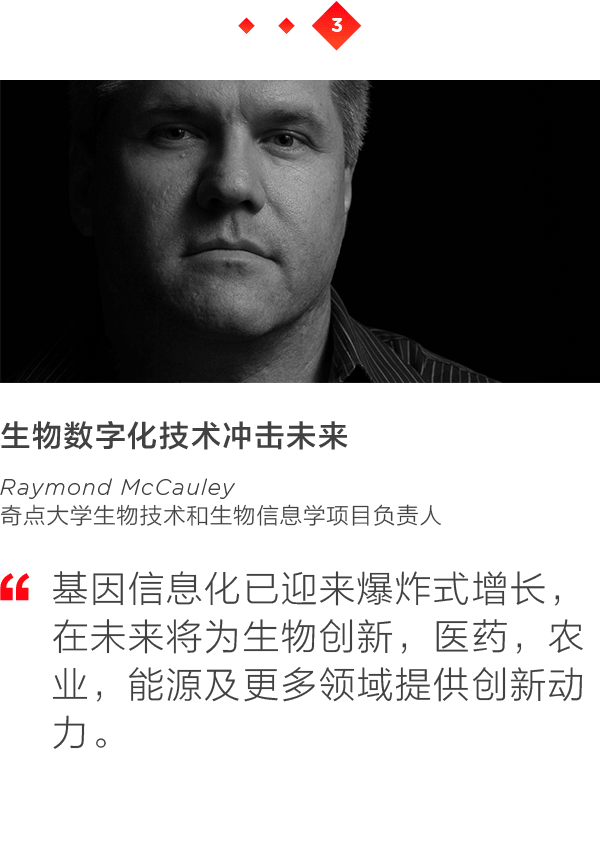 3
生物数字化技术冲击未来
Raymond McCauley
奇点大学生物技术和生物信息学项目负责人
“ 基因信息化已迎来爆炸式增长，
在未来将为生物创新，医药，农
业，能源及更多领域提供创新动
力。